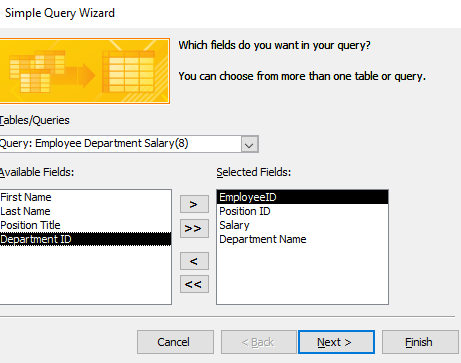 Simple Query Wizard
Which fields do you want in your query?
You can choose from more than one table or query.
Tables/Queries
Query: Employee Department Salary(8)
Available Fields:
Selected Fields:
First Name
Last Name
Position Title
Department ID
>
>>
<
<<
EmployeeID
Position ID
Salary
Department Name
Cancel
< Back
Next >
Finish